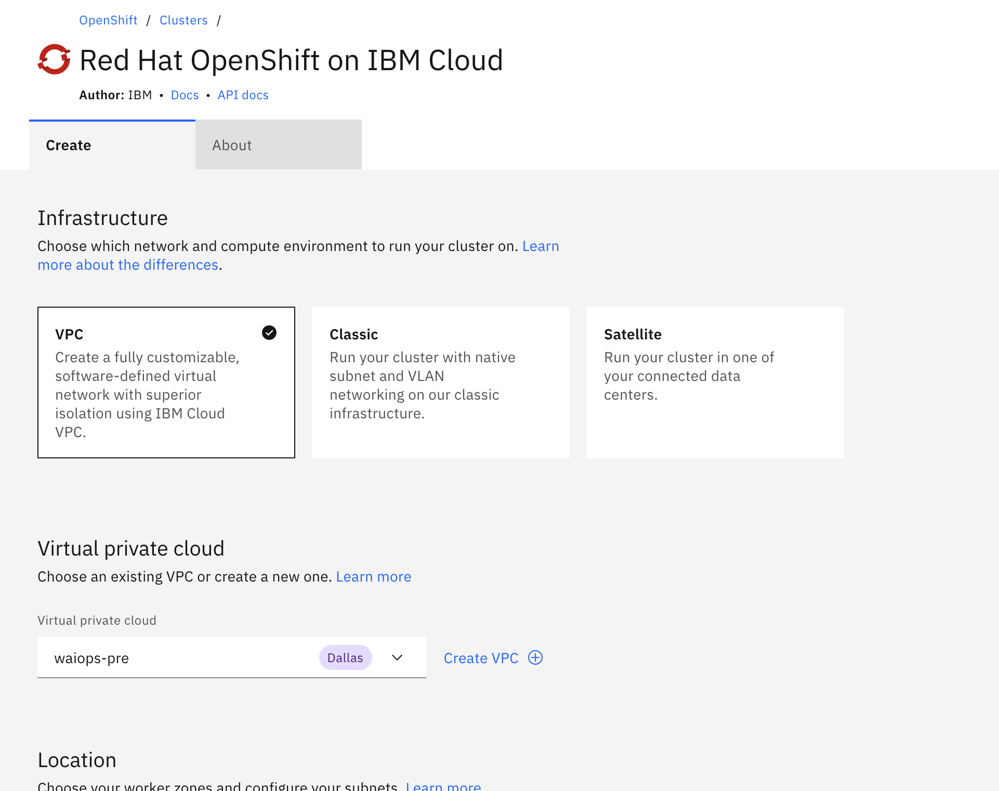 OpenShift / Clusters /
Red Hat OpenShift on IBM Cloud
Author: IBM • Docs • API docs
Create
About
Infrastructure
Choose which network and compute environment to run your cluster on. Learn
more about the differences.
VPC
Create a fully customizable,
software-defined virtual
network with superior
isolation using IBM Cloud
VPC.
Classic
Run your cluster with native
subnet and VLAN
networking on our classic
infrastructure.
Satellite
Run your cluster in one of
your connected data
centers.
Virtual private cloud
Choose an existing VPC or create a new one. Learn more
Virtual private cloud
waiops-pre
Dallas
Create VPC
Location
Choose your worker zones and configure your subnets. Learn more